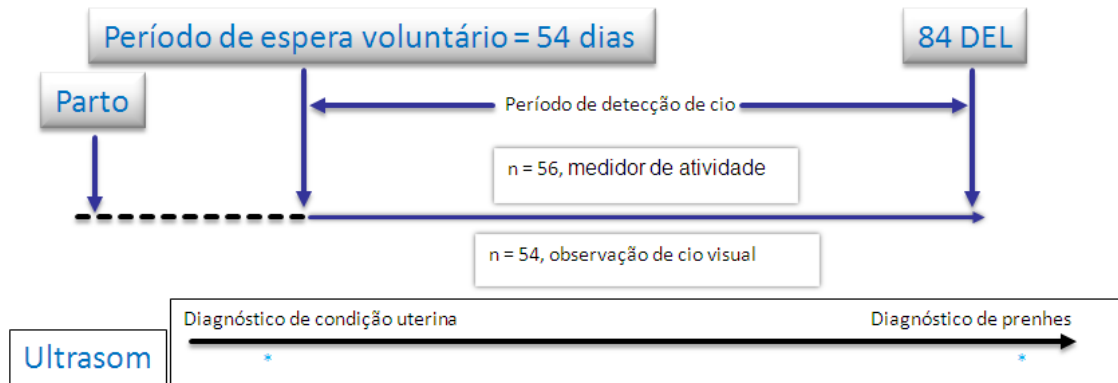 Período de espera voluntário = 54 dias
84 DEL
Parto
Período de detecção de cio
n = 56, medidor de atividade
n = 54, observação de cio visual
Diagnóstico de condição uterina
Diagnóstico de prenhes
Ultrasom
*
*